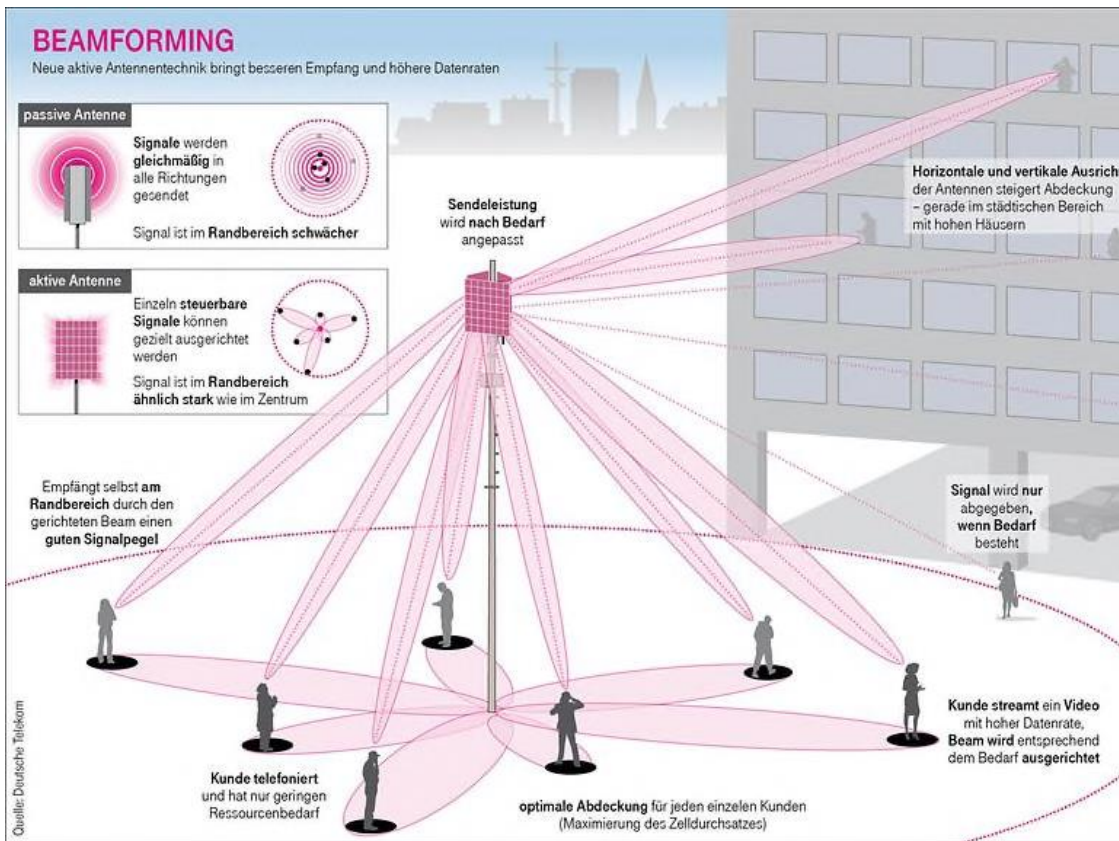 BEAMFORMING
Neue aktive Antennentechnik bringt besseren Empfang und höhere Datenraten
passive Antenne
Signale werden
gleichmäßig in
alle Richtungen
gesendet
Signal ist im Randbereich schwächer
aktive Antenne
Einzeln steuerbare
Signale können
gezielt ausgerichtet
werden
Signal ist im Randbereich
ähnlich stark wie im Zentrum
Sendeleistung
wird nach Bedarf
angepasst
Horizontale und vertikale Ausrich
der Antennen steigert Abdeckung
– gerade im städtischen Bereich
mit hohen Häusern
Empfängt selbst am
Randbereich durch den
gerichteten Beam einen
guten Signalpegel
Signal wird nur
abgegeben,
wenn Bedarf
besteht
Kunde streamt ein Video
mit hoher Datenrate,
Beam wird entsprechend
dem Bedarf ausgerichtet
Kunde telefoniert
und hat nur geringen
Ressourcenbedarf
optimale Abdeckung für jeden einzelen Kunden
(Maximierung des Zelldurchsatzes)
Quelle: Deutsche Telekom